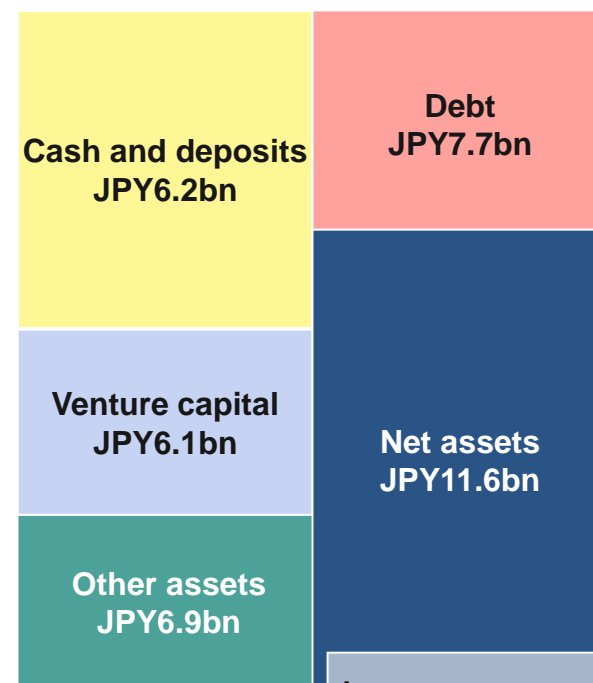 Cash and deposits
JPY6.2bn
Debt
JPY7.7bn
Venture capital
JPY6.1bn
Net assets
JPY11.6bn
Other assets
JPY6.9bn